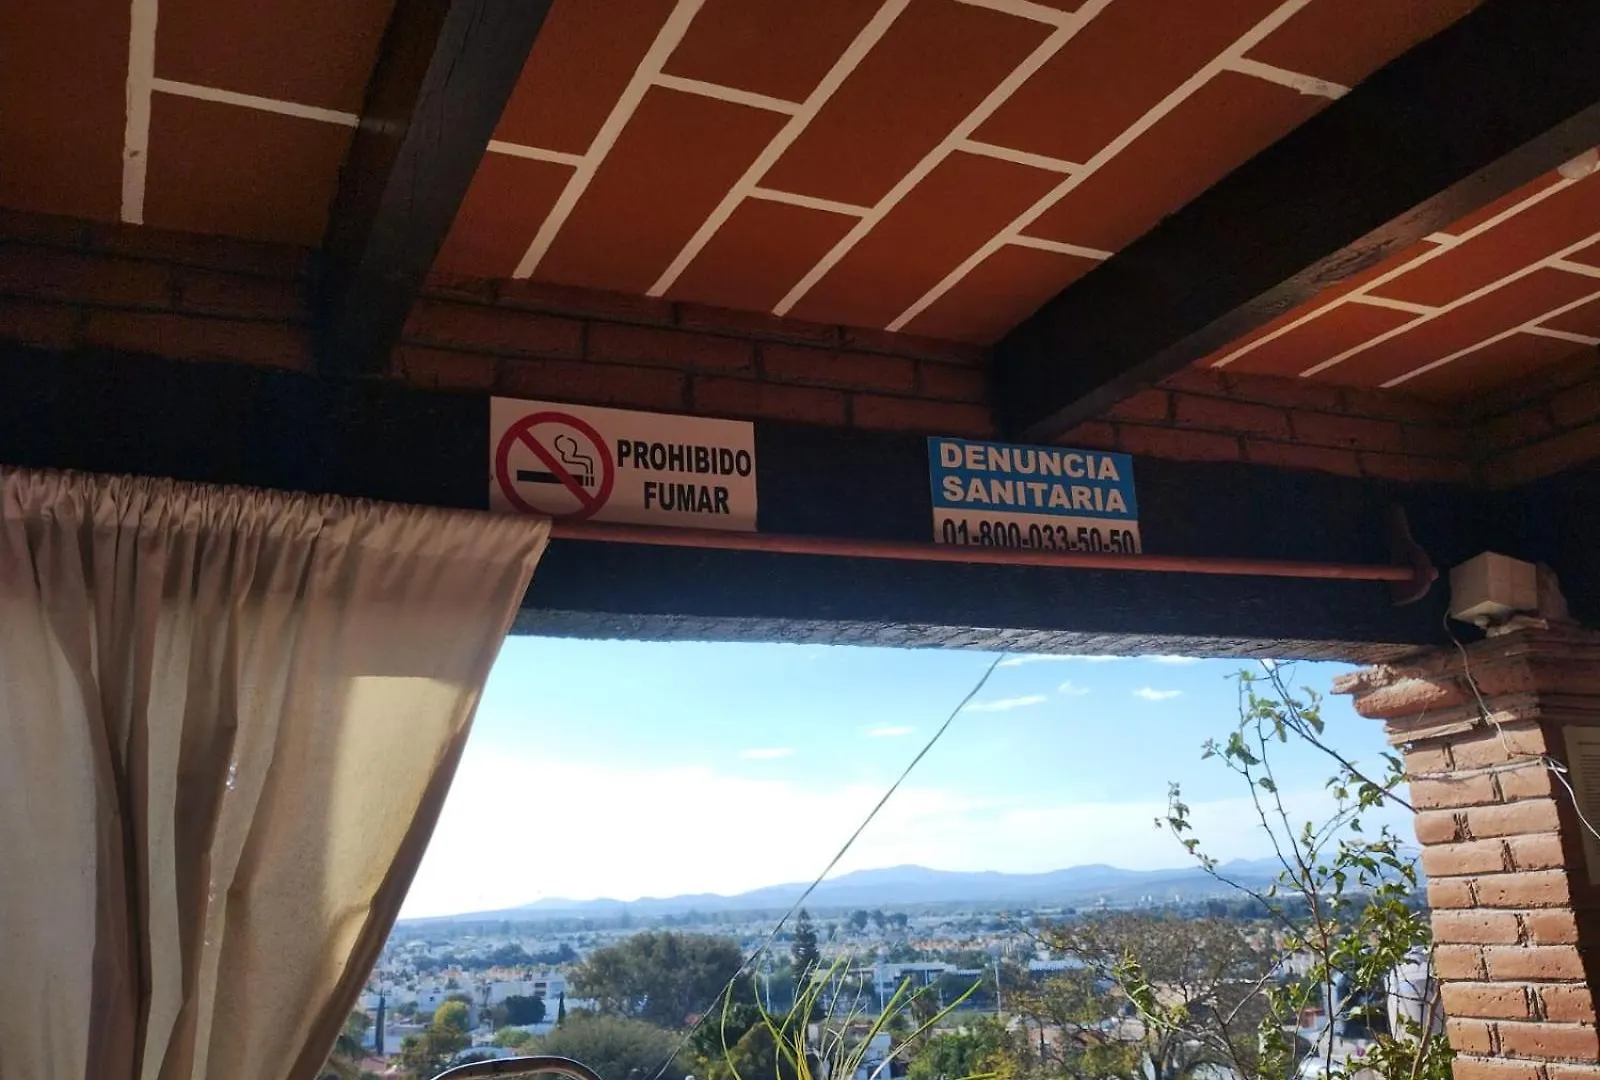 PROHIBIDO
FUMAR
DENUNCIA
SANITARIA
01-800-033-50-50